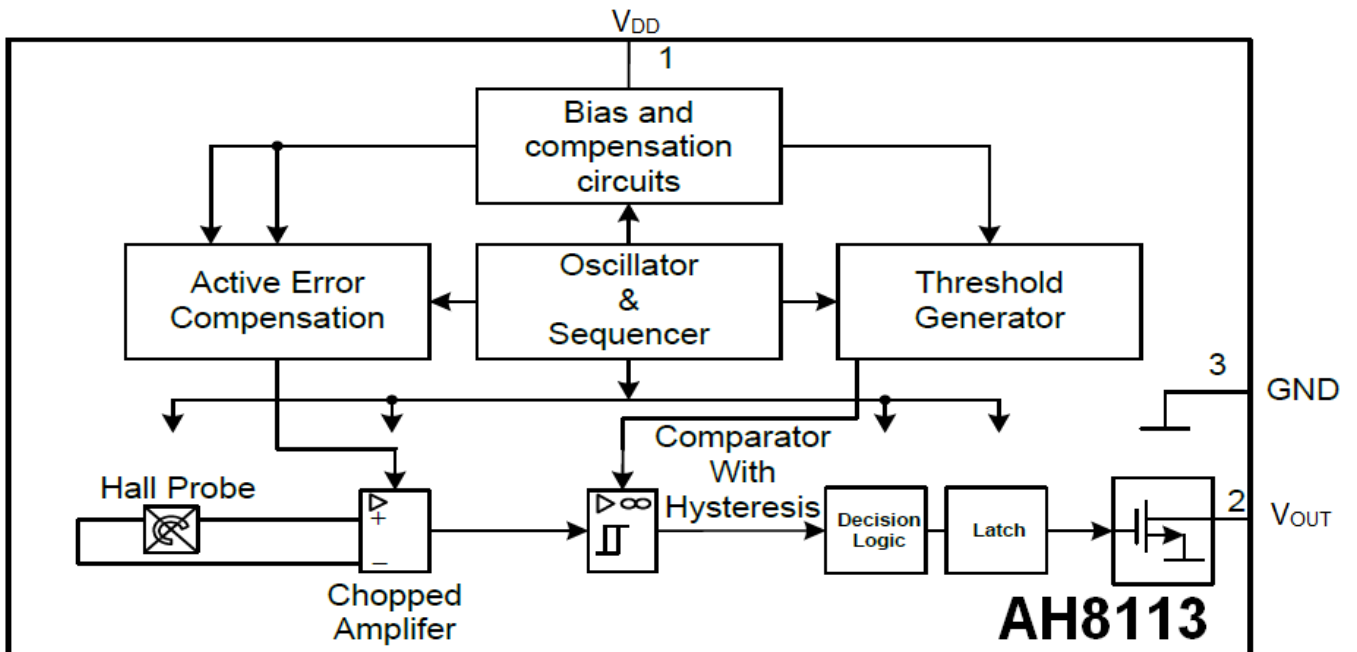 VDD
1
Bias and
compensation
circuits
Active Error
Compensation
Oscillator
&
Sequencer
Threshold
Generator
3
GND
Comparator
With
Hysteresis
Hall Probe
+
−
Chopped
Amplifer
∞
Decision
Logic
Latch
2
VOUT
AH8113